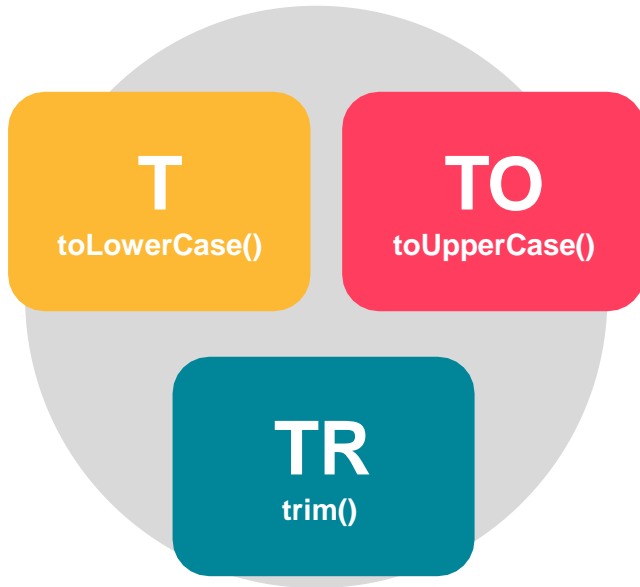 T
toLowerCase()
TO
toUpperCase()
TR
trim()